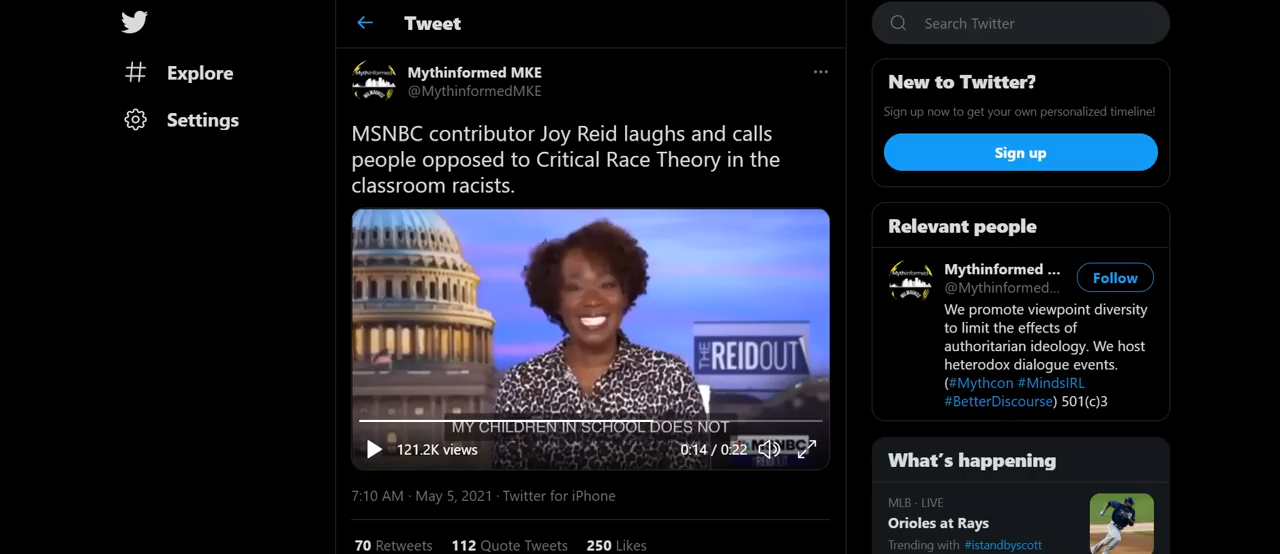 Tweet
Explore
Settings
Mythinformed MKE
@MythinformedMKE
MSNBC contributor Joy Reid laughs and calls
people opposed to Critical Race Theory in the
classroom racists.
THE REIDOUT
MY CHILDREN IN SCHOOL DOES NOT
121.2K views
0:14 / 0:22
MSNBC
7:10 AM · May 5, 2021 · Twitter for iPhone
70 Retweets 112 Quote Tweets 250 Likes
Search Twitter
New to Twitter?
Sign up now to get your own personalized timeline!
Sign up
Relevant people
Mythinformed ...
@Mythinformed...
Follow
We promote viewpoint diversity
to limit the effects of
authoritarian ideology. We host
heterodox dialogue events.
(#Mythcon #MindsIRL
#BetterDiscourse) 501(c)3
What's happening
MLB · LIVE
Orioles at Rays
Trending with #istandbyscott